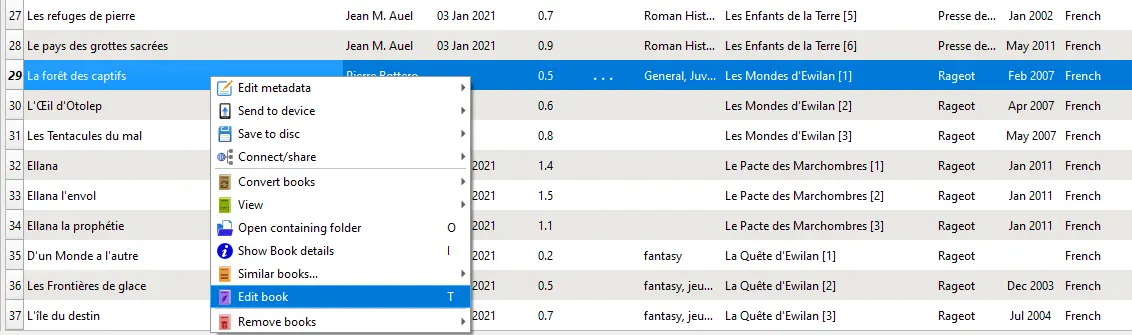 27 Les refuges de pierre Jean M. Auel 03 Jan 2021 0.7 Roman Hist... Les Enfants de la Terre [5] Presse de... Jan 2002 French
28 Le pays des grottes sacrées Jean M. Auel 03 Jan 2021 0.9 Roman Hist... Les Enfants de la Terre [6] Presse de... May 2011 French
29 La forêt des captifs Pierre Bottero 0.5 ... General, Juv... Les Mondes d'Ewilan [1] Rageot Feb 2007 French
Edit metadata
30 L'Œil d'Otolep Send to device 0.6 Les Mondes d'Ewilan [2] Rageot Apr 2007 French
31 Les Tentacules du mal Save to disc 0.8 Les Mondes d'Ewilan [3] Rageot May 2007 French
Connect/share
32 Ellana 2021 1.4 Le Pacte des Marchombres [1] Rageot Jan 2011 French
Convert books
33 Ellana l'envol 2021 1.5 Le Pacte des Marchombres [2] Rageot Jan 2011 French
View
34 Ellana la prophétie Open containing folder O 2021 1.1 Le Pacte des Marchombres [3] Rageot Jan 2011 French
35 D'un Monde a l'autre Show Book details I 0.2 fantasy La Quête d'Ewilan [1] Rageot French
Similar books...
36 Les Frontières de glace 0.5 fantasy, jeu... La Quête d'Ewilan [2] Rageot Dec 2003 French
Edit book T
37 L'île du destin Remove books 0.7 fantasy, je... La Quête d'Ewilan [3] Rageot Jul 2004 French